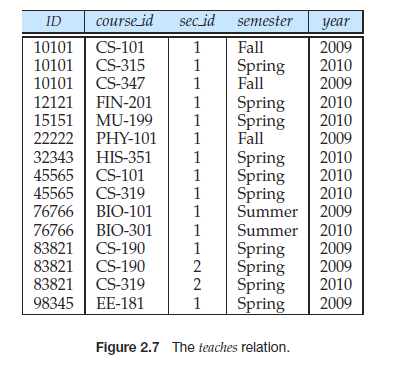 ID course_id sec_id semester year
10101 CS-101 1 Fall 2009
10101 CS-315 1 Spring 2010
10101 CS-347 1 Fall 2009
12121 FIN-201 1 Spring 2010
15151 MU-199 1 Spring 2010
22222 PHY-101 1 Fall 2009
32343 HIS-351 1 Spring 2010
45565 CS-101 1 Spring 2010
45565 CS-319 1 Spring 2010
76766 BIO-101 1 Summer 2009
76766 BIO-301 1 Summer 2010
83821 CS-190 1 Spring 2009
83821 CS-190 2 Spring 2009
83821 CS-319 2 Spring 2010
98345 EE-181 1 Spring 2009
Figure 2.7 The teaches relation.